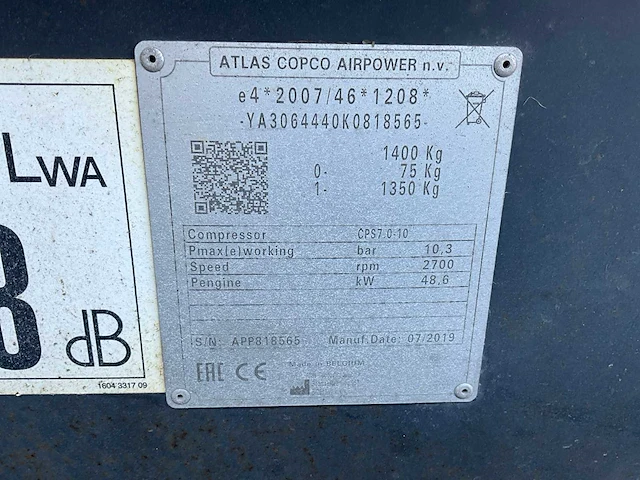 ATLAS COPCO AIRPOWER n.v.
e4*2007/46*1208*
-YA3064440K0818565-
1400 Kg
0- 75 Kg
1- 1350 Kg
Compressor CPS7.0-10
Pmax(e)working bar 10,3
Speed rpm 2700
Pengine kW 48,6
S/N: APP818565 Manuf.Date: 07/2019
EAC CE Made in BELGIUM
LWA
8
dB
1604 3317 09